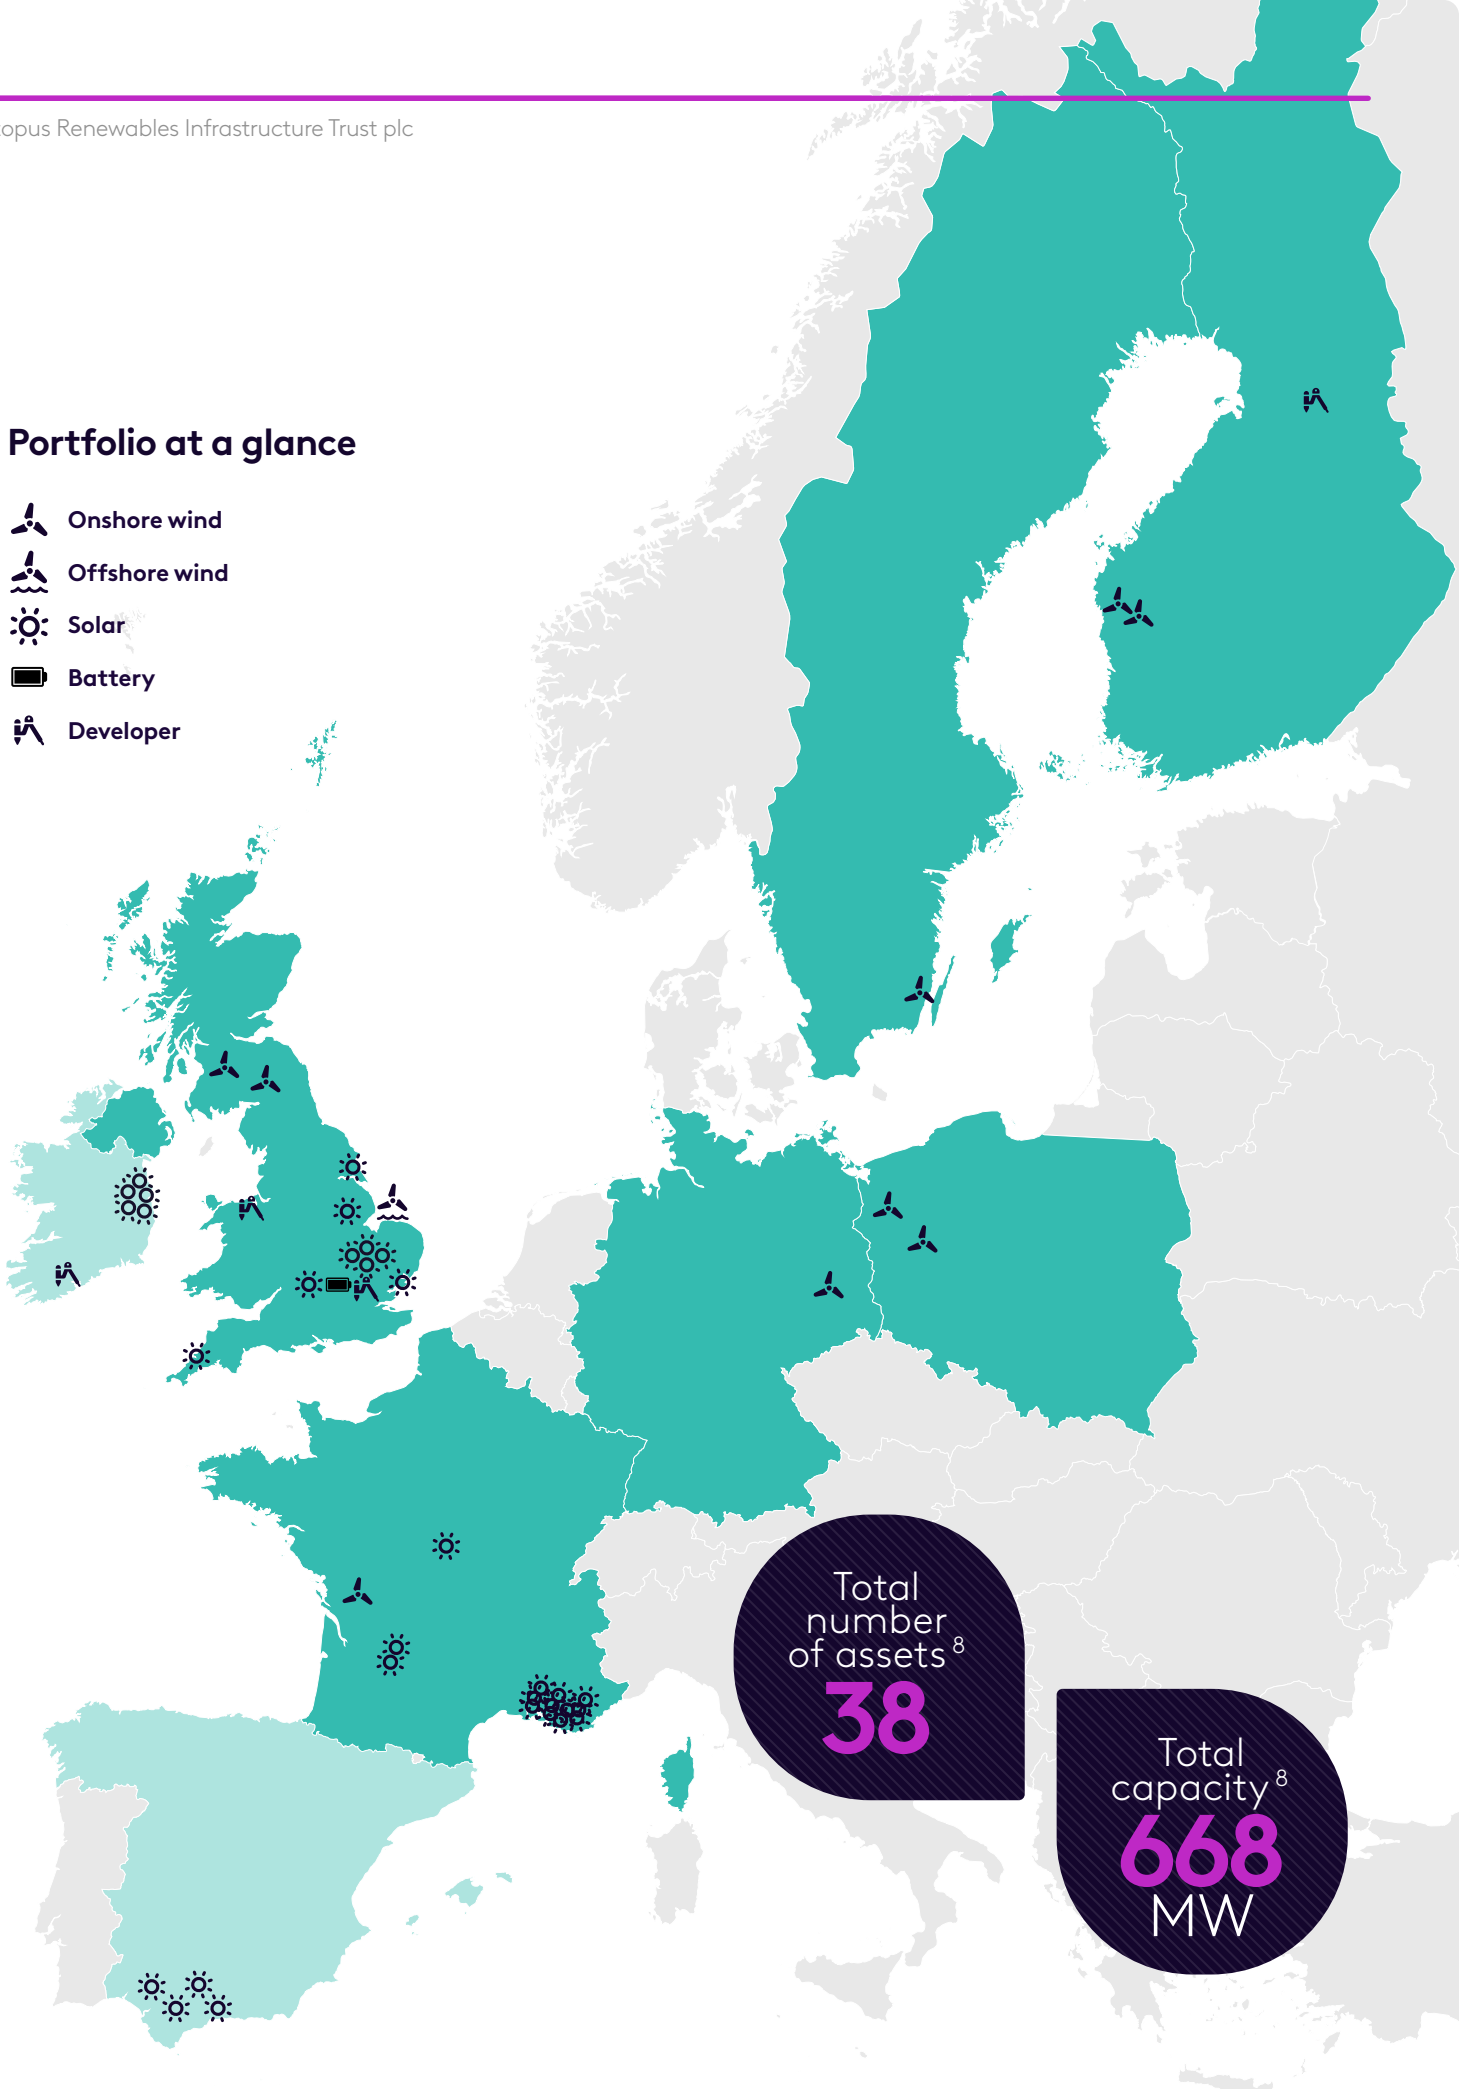 opus Renewables Infrastructure Trust plc
Portfolio at a glance
Onshore wind
Offshore wind
Solar
Battery
Developer
Total
number
of assets 8
38
Total
capacity 8
668
MW